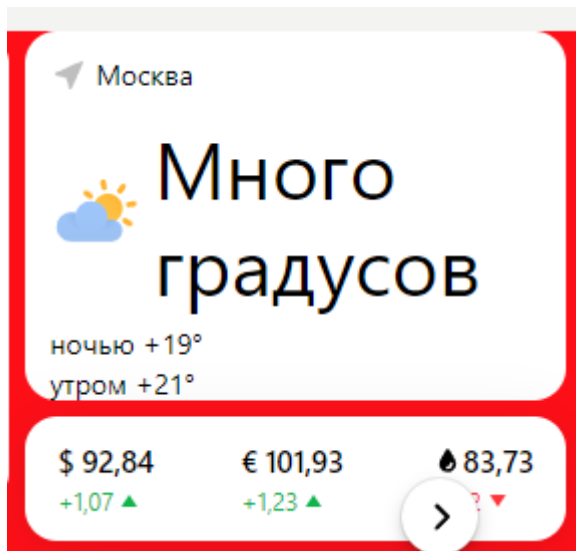 Москва
Много
градусов
ночью +19°
утром +21°
$ 92,84 € 101,93 83,73
+1,07 ▲ +1,23 ▲ ▼